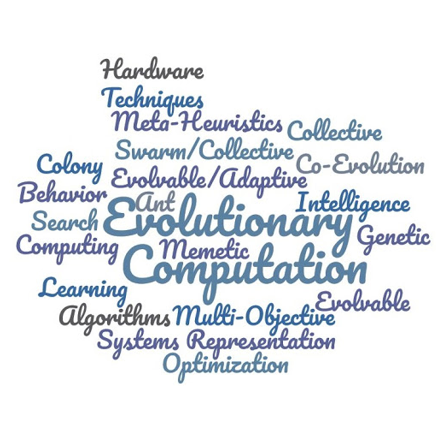 Hardware
Techniques
Meta-Heuristics Collective
Swarm/Collective Co-Evolution
Colony Evolvable/Adaptive
Behavior Ant Intelligence
Search Evolutionary Genetic
Computing Memetic
Computation
Learning Evolvable
Algorithms Multi-Objective
Systems Representation
Optimization